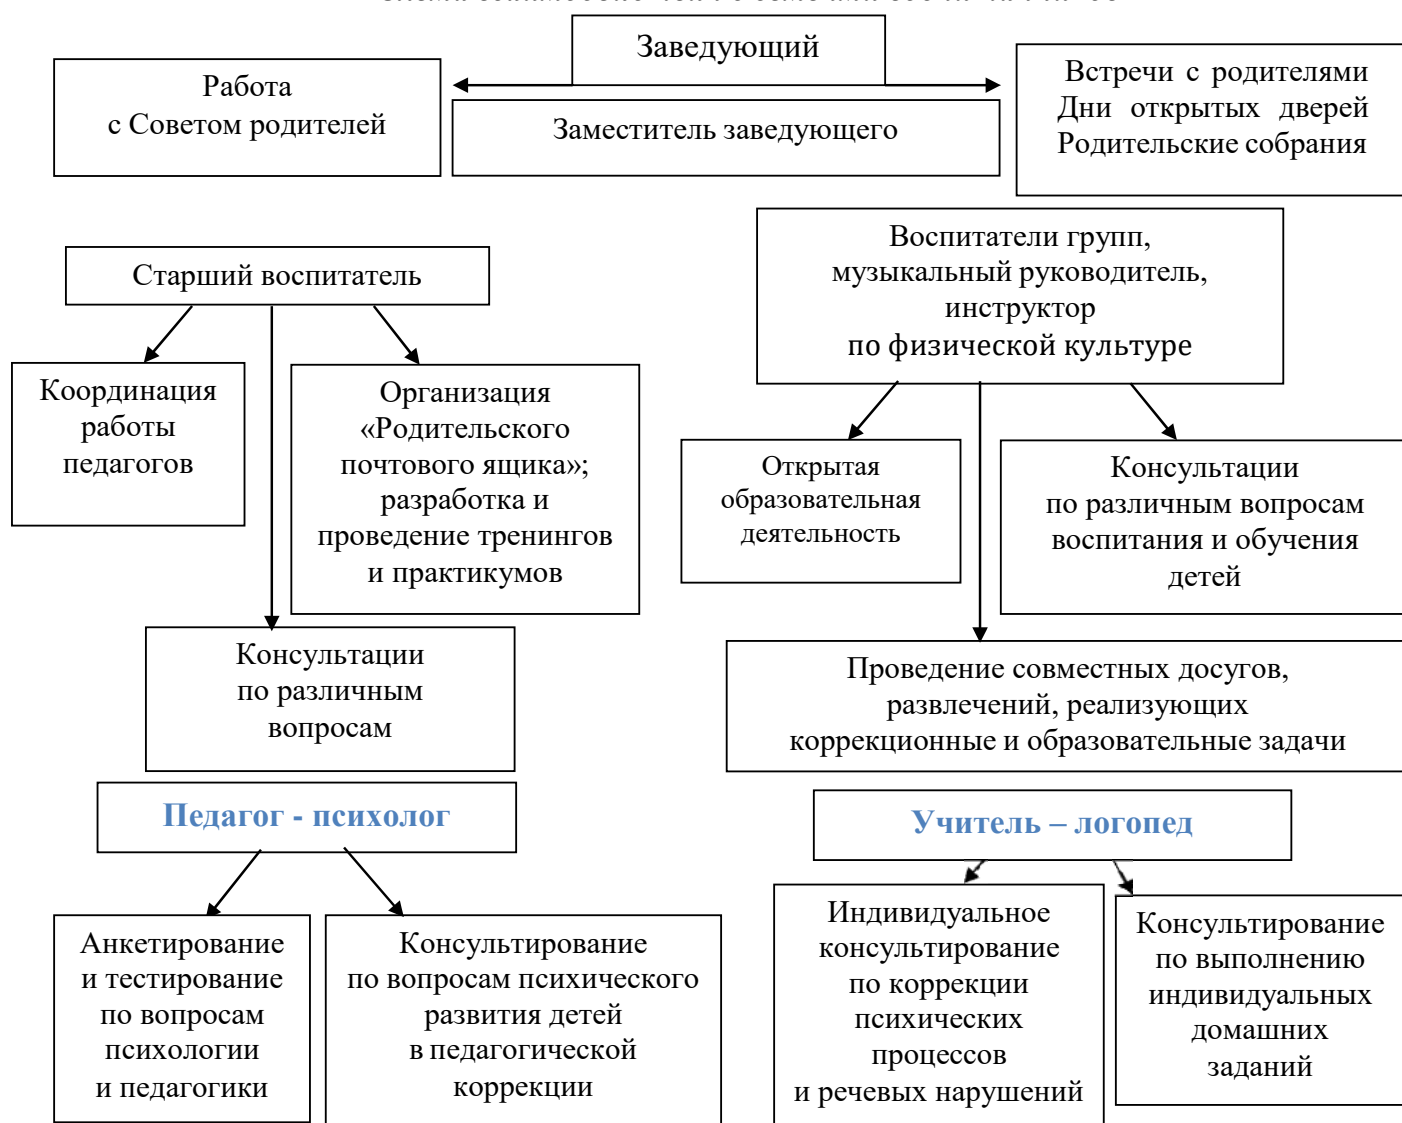 Заведующий
Работа
с Советом родителей
Заместитель заведующего
Встречи с родителями
Дни открытых дверей
Родительские собрания
Старший воспитатель
Воспитатели групп,
музыкальный руководитель,
инструктор
по физической культуре
Координация
работы
педагогов
Организация
«Родительского
почтового ящика»;
разработка и
проведение тренингов
и практикумов
Открытая
образовательная
деятельность
Консультации
по различным вопросам
воспитания и обучения
детей
Консультации
по различным
вопросам
Проведение совместных досугов,
развлечений, реализующих
коррекционные и образовательные задачи
Педагог - психолог
Учитель – логопед
Анкетирование
и тестирование
по вопросам
психологии
и педагогики
Консультирование
по вопросам психического
развития детей
в педагогической
коррекции
Индивидуальное
консультирование
по коррекции
психических
процессов
и речевых нарушений
Консультирование
по выполнению
индивидуальных
домашних
заданий